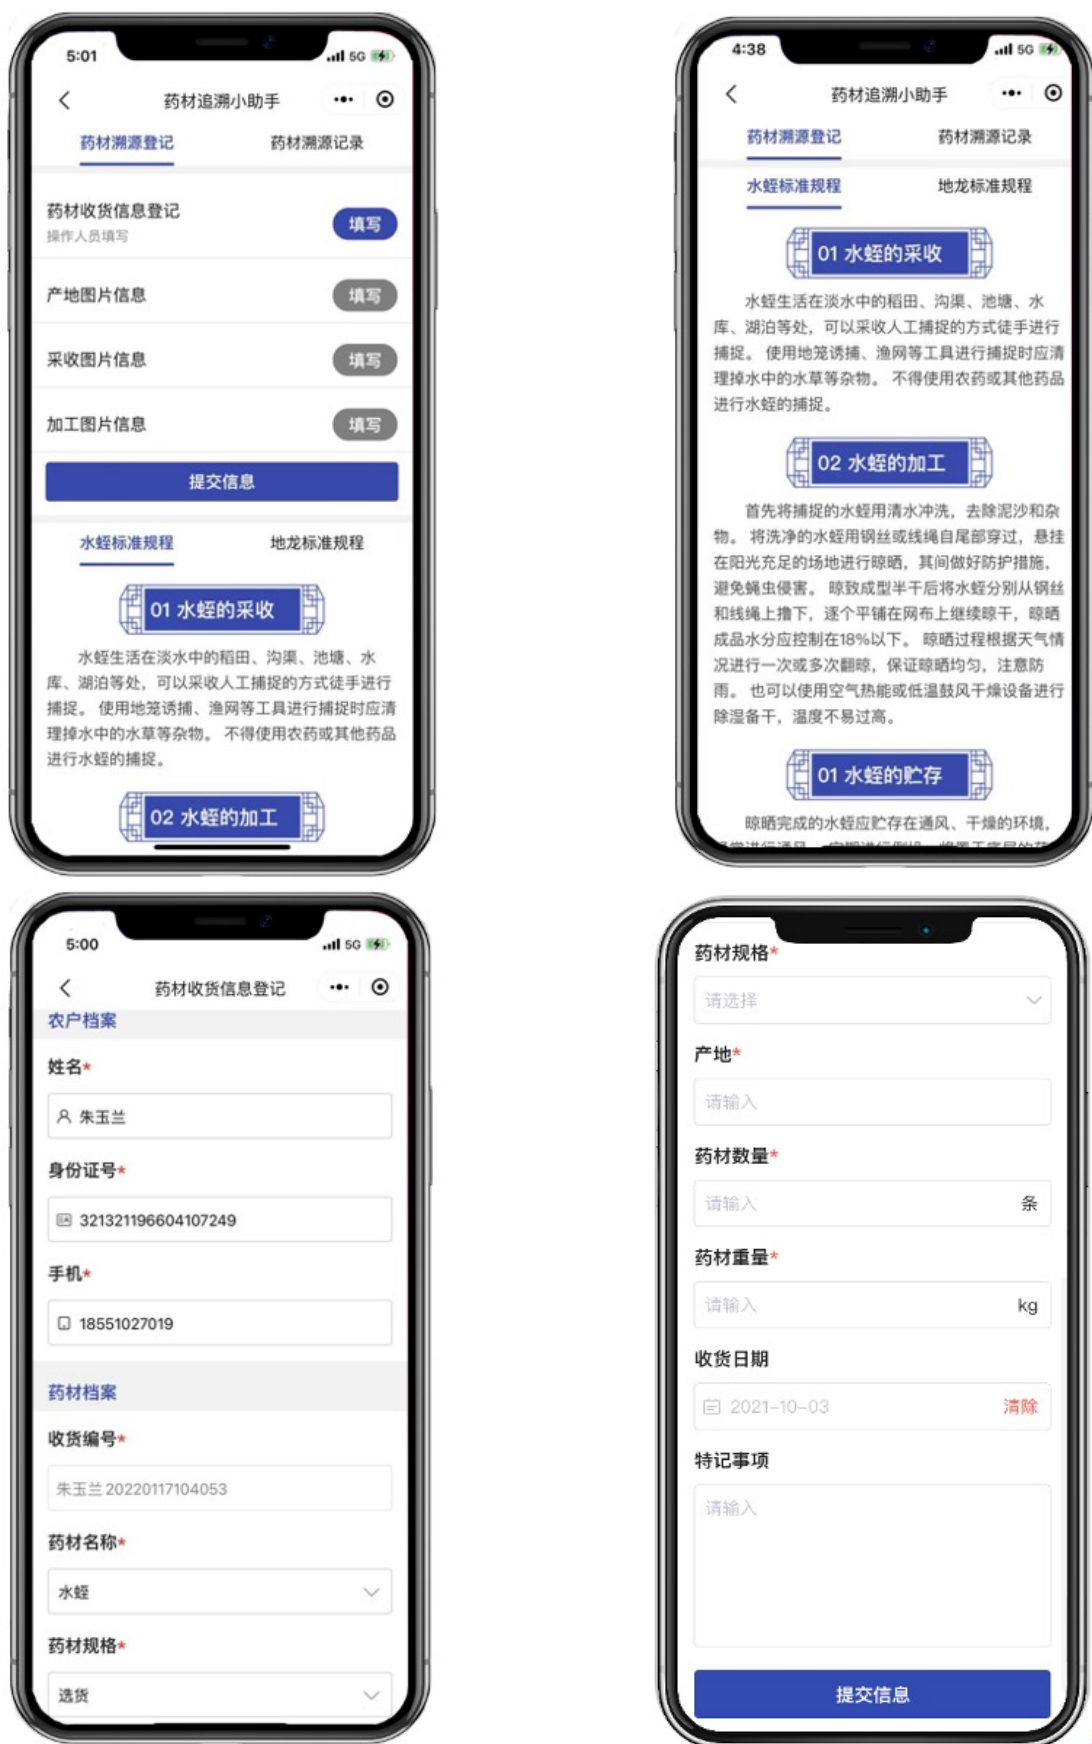 5:01
5G
药材追溯小助手
药材溯源登记 药材溯源记录
药材收货信息登记
操作人员填写
填写
产地图片信息 填写
采收图片信息 填写
加工图片信息 填写
提交信息
水蛭标准规程 地龙标准规程
01 水蛭的采收
水蛭生活在淡水中的稻田、沟渠、池塘、水
库、湖泊等处，可以采收人工捕捉的方式徒手进行
捕捉。 使用地笼诱捕、渔网等工具进行捕捉时应清
理掉水中的水草等杂物。 不得使用农药或其他药品
进行水蛭的捕捉。
02 水蛭的加工
4:38
5G
药材追溯小助手
药材溯源登记 药材溯源记录
水蛭标准规程 地龙标准规程
01 水蛭的采收
水蛭生活在淡水中的稻田、沟渠、池塘、水
库、湖泊等处，可以采收人工捕捉的方式徒手进行
捕捉。 使用地笼诱捕、渔网等工具进行捕捉时应清
理掉水中的水草等杂物。 不得使用农药或其他药品
进行水蛭的捕捉。
02 水蛭的加工
首先将捕捉的水蛭用清水冲洗，去除泥沙和杂
物。 将洗净的水蛭用钢丝或线绳自尾部穿过，悬挂
在阳光充足的场地进行晾晒，其间做好防护措施，
避免蝇虫侵害。 晾致成型半干后将水蛭分别从钢丝
和线绳上撸下，逐个平铺在网布上继续晾干，晾晒
成品水分应控制在18%以下。 晾晒过程根据天气情
况进行一次或多次翻晾，保证晾晒均匀，注意防
雨。 也可以使用空气热能或低温鼓风干燥设备进行
除湿备干，温度不易过高。
01 水蛭的贮存
晾晒完成的水蛭应贮存在通风、干燥的环境，
5:00
5G
药材收货信息登记
农户档案
姓名*
朱玉兰
身份证号*
321321196604107249
手机*
18551027019
药材档案
收货编号*
朱玉兰20220117104053
药材名称*
水蛭
药材规格*
选货
药材规格*
请选择
产地*
请输入
药材数量*
请输入 条
药材重量*
请输入 kg
收货日期
2021-10-03 清除
特记事项
请输入
提交信息